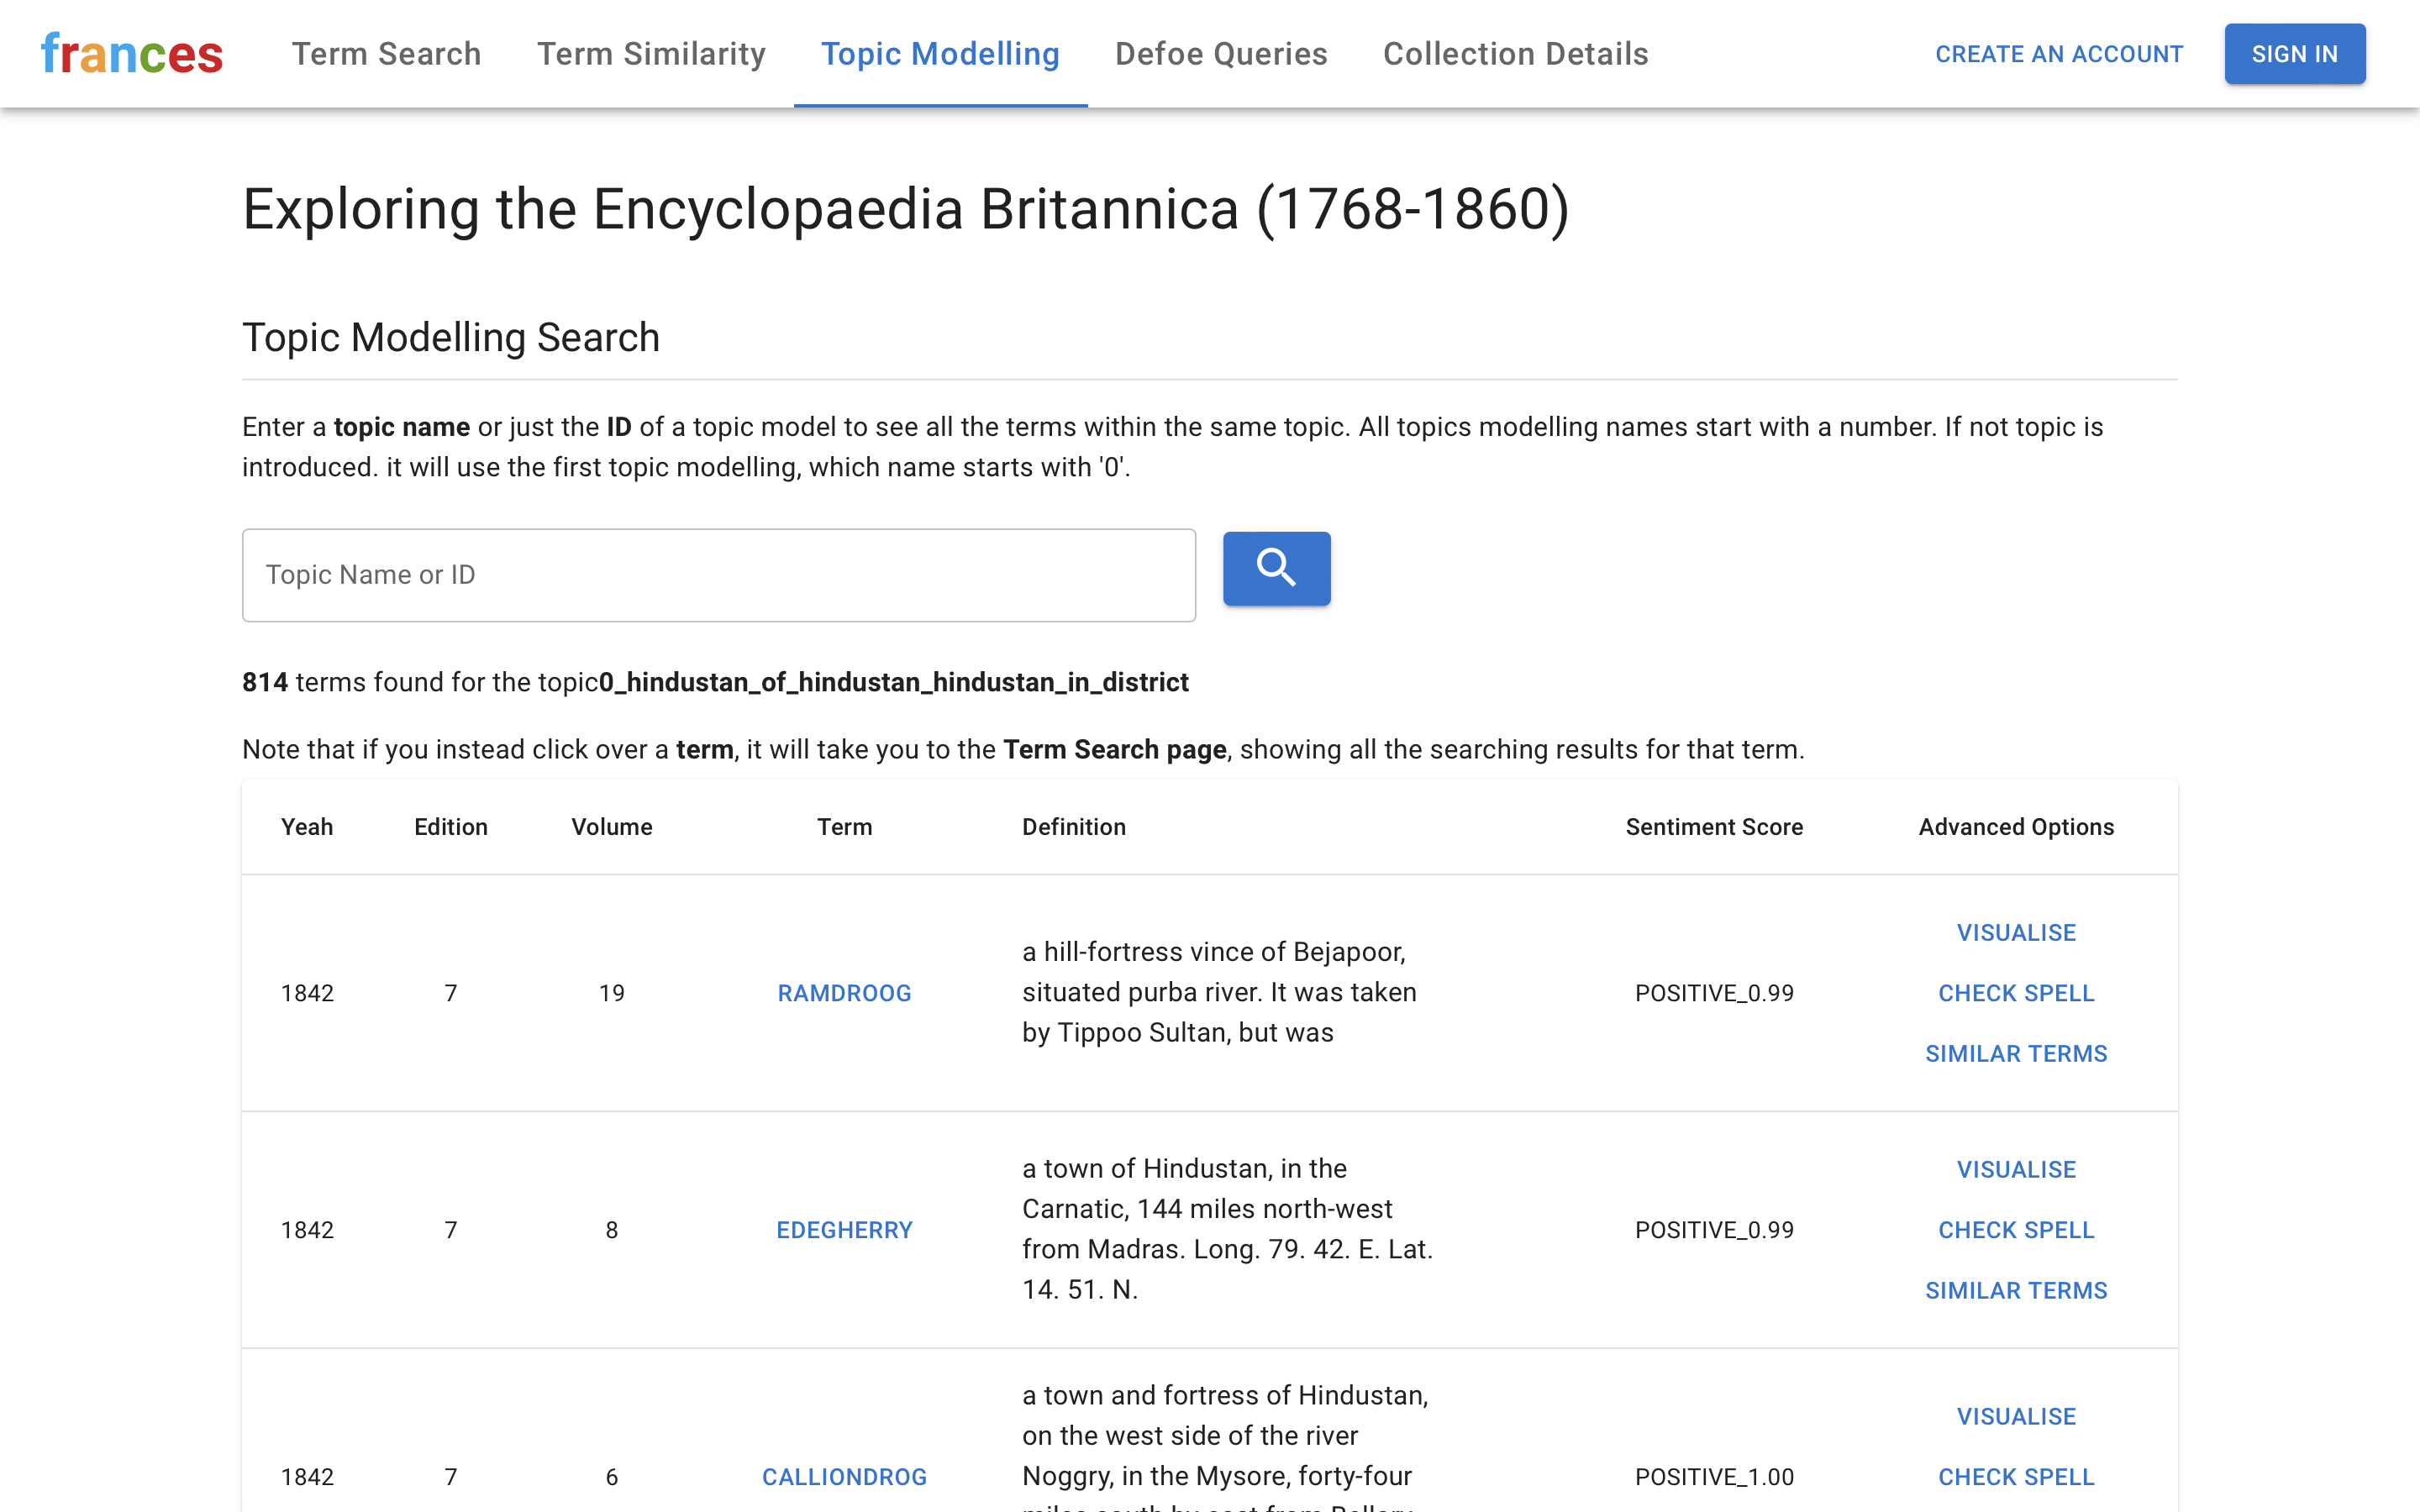 frances Term Search Term Similarity Topic Modelling Defoe Queries Collection Details CREATE AN ACCOUNT SIGN IN
Exploring the Encyclopaedia Britannica (1768-1860)
Topic Modelling Search
Enter a topic name or just the ID of a topic model to see all the terms within the same topic. All topics modelling names start with a number. If not topic is
introduced. it will use the first topic modelling, which name starts with '0'.
Topic Name or ID
814 terms found for the topic0_hindustan_of_hindustan_hindustan_in_district
Note that if you instead click over a term, it will take you to the Term Search page, showing all the searching results for that term.
Yeah Edition Volume Term Definition Sentiment Score Advanced Options
VISUALISE
a hill-fortress vince of Bejapoor,
1842 7 19 RAMDROOG situated purba river. It was taken POSITIVE_0.99 CHECK SPELL
by Tippoo Sultan, but was
SIMILAR TERMS
a town of Hindustan, in the VISUALISE
Carnatic, 144 miles north-west
1842 7 8 EDEGHERRY POSITIVE_0.99 CHECK SPELL
from Madras. Long. 79. 42. E. Lat.
14. 51. N. SIMILAR TERMS
a town and fortress of Hindustan,
VISUALISE
on the west side of the river
1842 7 6 CALLIONDROG Noggry, in the Mysore, forty-four POSITIVE_1.00 CHECK SPELL
miles south by east from Bellary